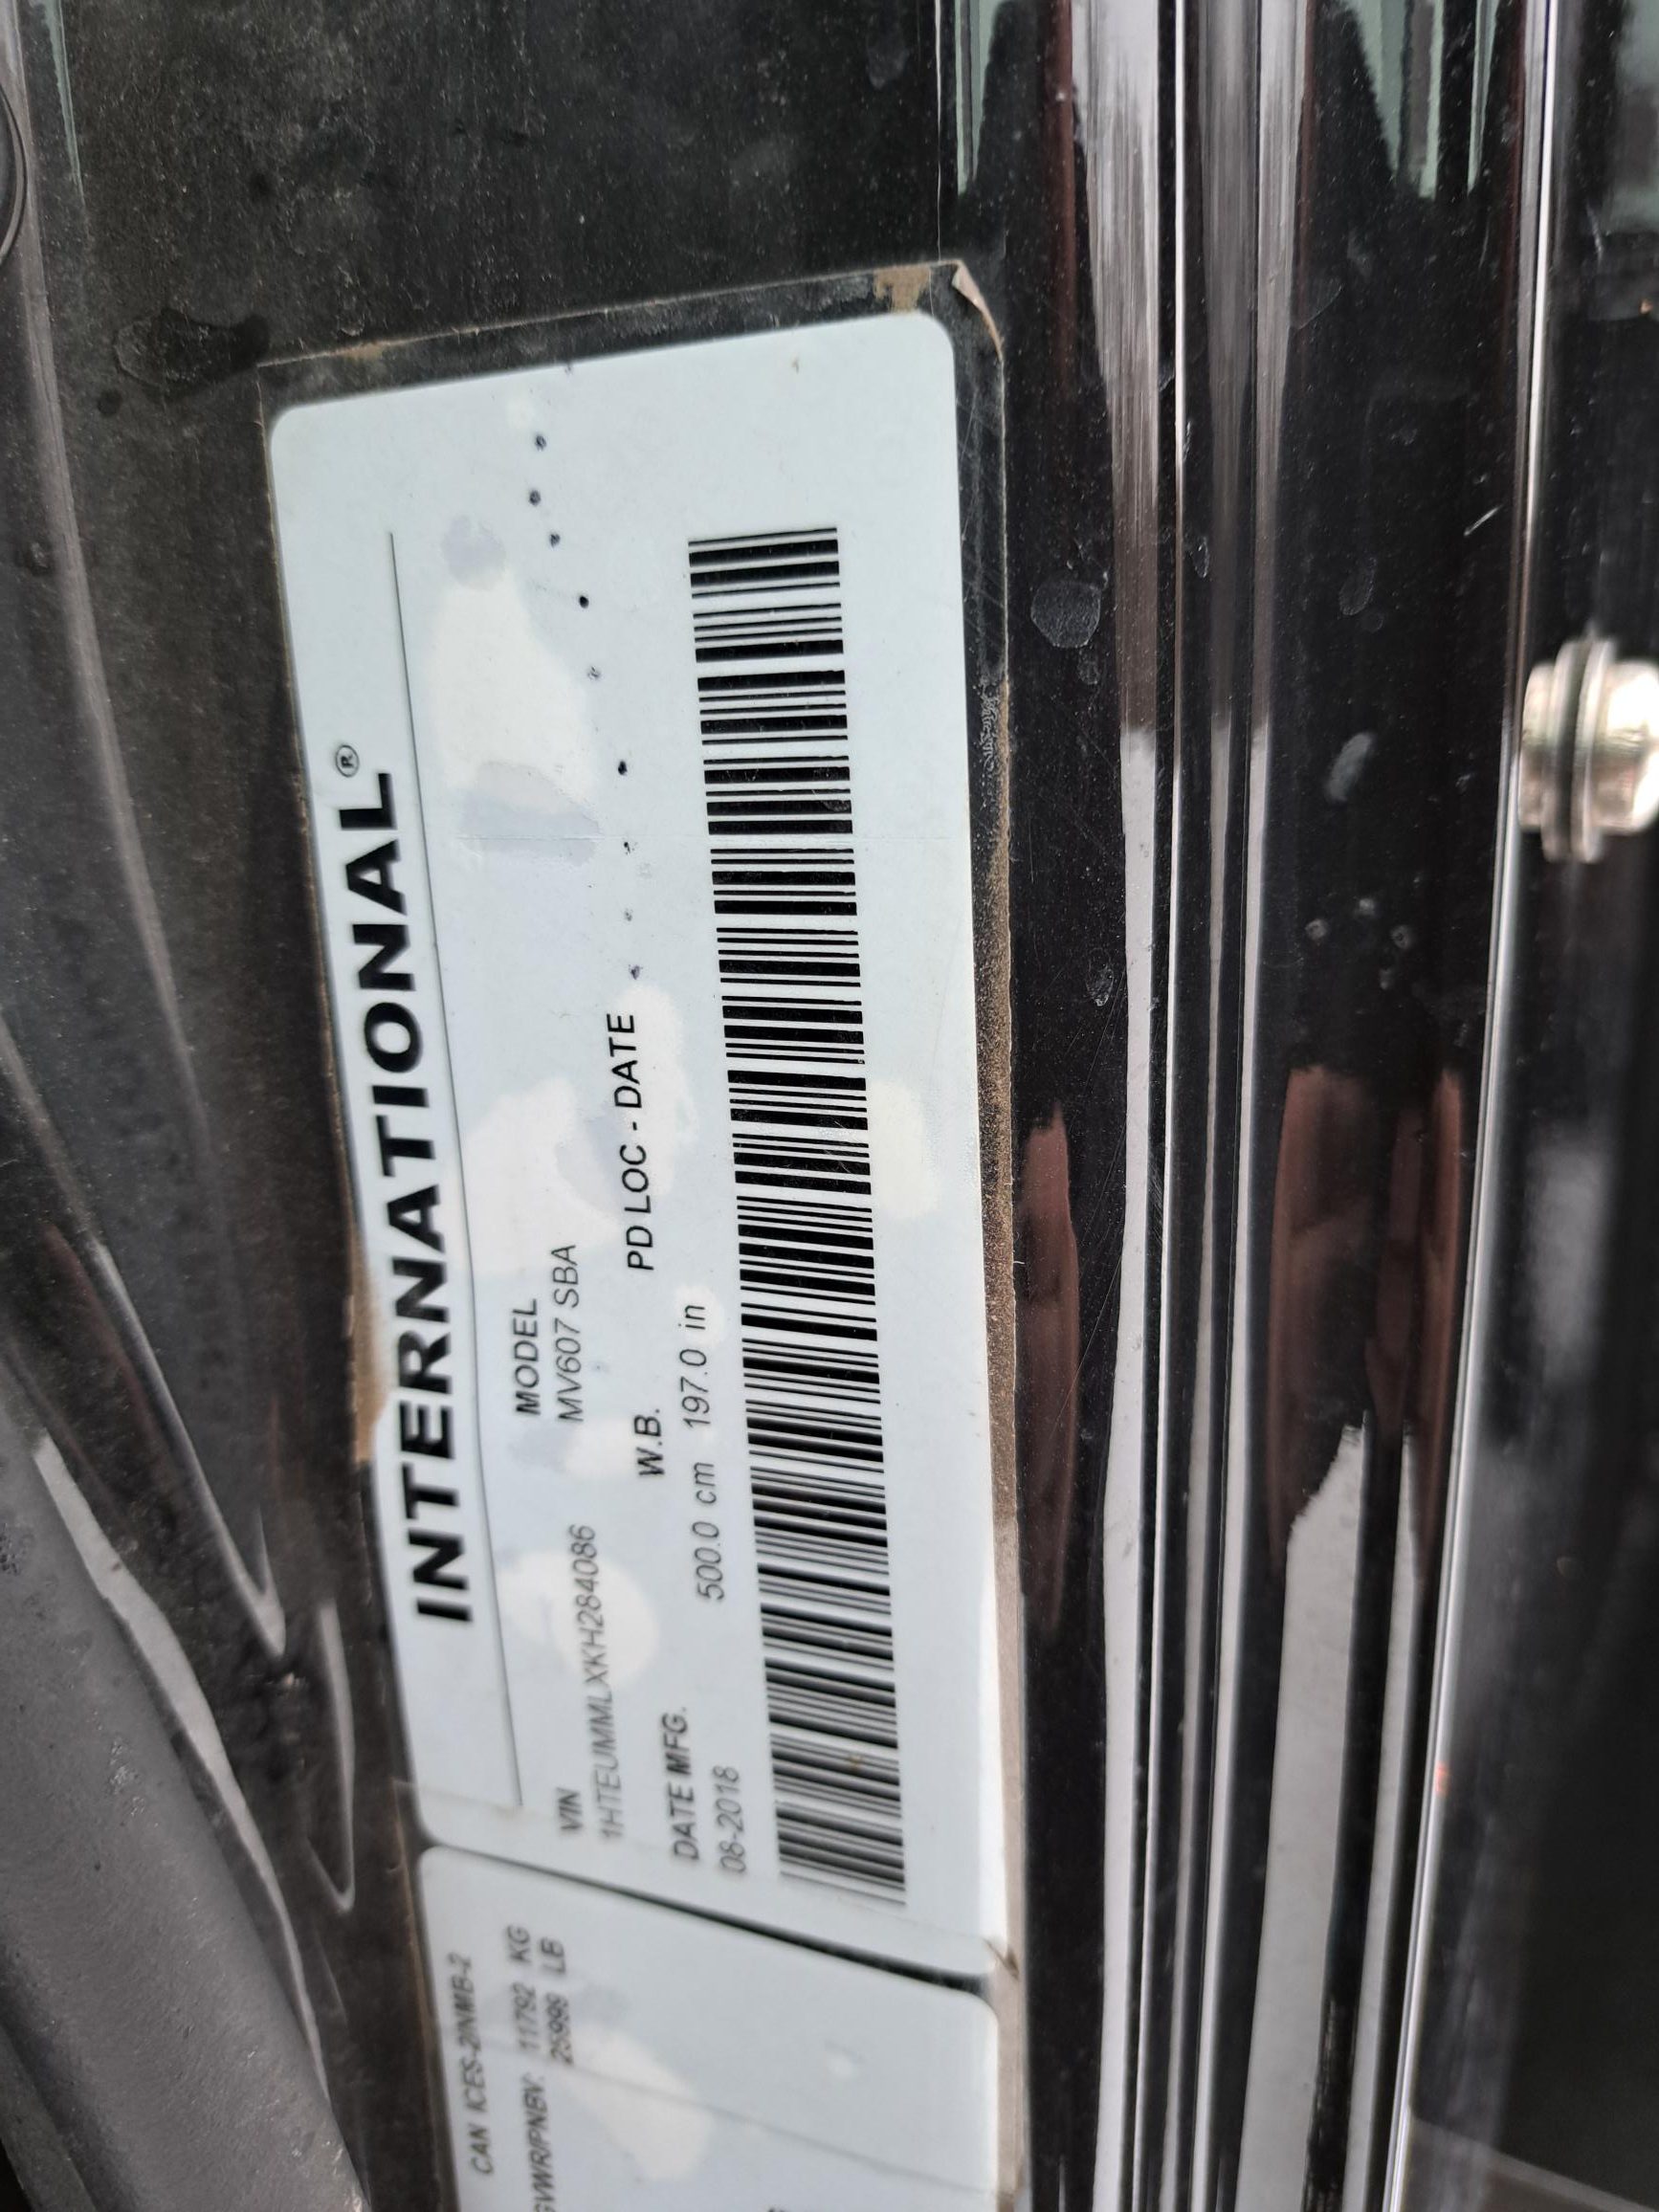 INTERNATIONAL®
VIN MODEL
1HTEUMMLXKH284086 MV607 SBA
DATE MFG. W.B. PD LOC - DATE
08-2018 500.0 cm 197.0 in
CAN ICES-2/NMB-2
GVWR/PNBV: 11792 KG
25999 LB